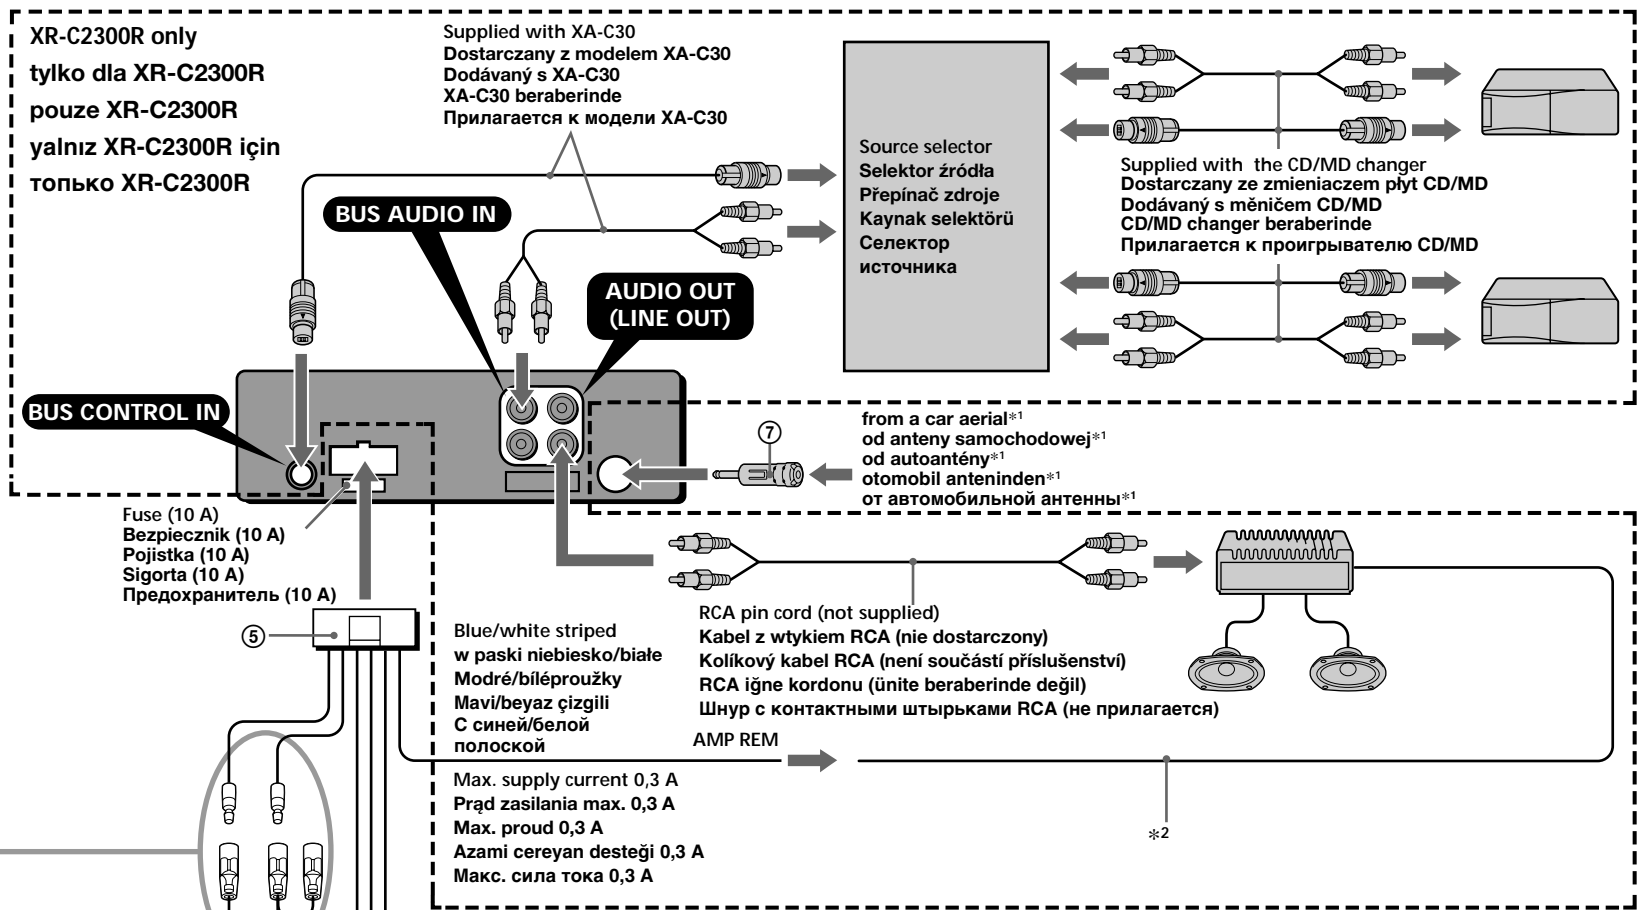 XR-C2300R only
tylko dla XR-C2300R
pouze XR-C2300R
yalnız XR-C2300R için
только XR-C2300R
Supplied with XA-C30
Dostarczany z modelem XA-C30
Dodávaný s XA-C30
XA-C30 beraberinde
Прилагается к модели XA-C30
BUS AUDIO IN
AUDIO OUT
(LINE OUT)
BUS CONTROL IN
Source selector
Selektor źródła
Přepínač zdroje
Kaynak selektörü
Селектор
источника
Supplied with the CD/MD changer
Dostarczany ze zmieniaczem płyt CD/MD
Dodávaný s měničem CD/MD
CD/MD changer beraberinde
Прилагается к проигрывателю CD/MD
⑦
from a car aerial*1
od anteny samochodowej*1
od autoantény*1
otomobil anteninden*1
от автомобильной антенны*1
Fuse (10 A)
Bezpiecznik (10 A)
Pojistka (10 A)
Sigorta (10 A)
Предохранитель (10 A)
⑤
Blue/white striped
w paski niebiesko/białe
Modré/bíléproužky
Mavi/beyaz çizgili
С синей/белой
полоской
RCA pin cord (not supplied)
Kabel z wtykiem RCA (nie dostarczony)
Kolíkový kabel RCA (není součástí příslušenství)
RCA iğne kordonu (ünite beraberinde değil)
Шнур с контактными штырьками RCA (не прилагается)
AMP REM
Max. supply current 0,3 A
Prąd zasilania max. 0,3 A
Max. proud 0,3 A
Azami cereyan desteği 0,3 A
Макс. сила тока 0,3 A
*2